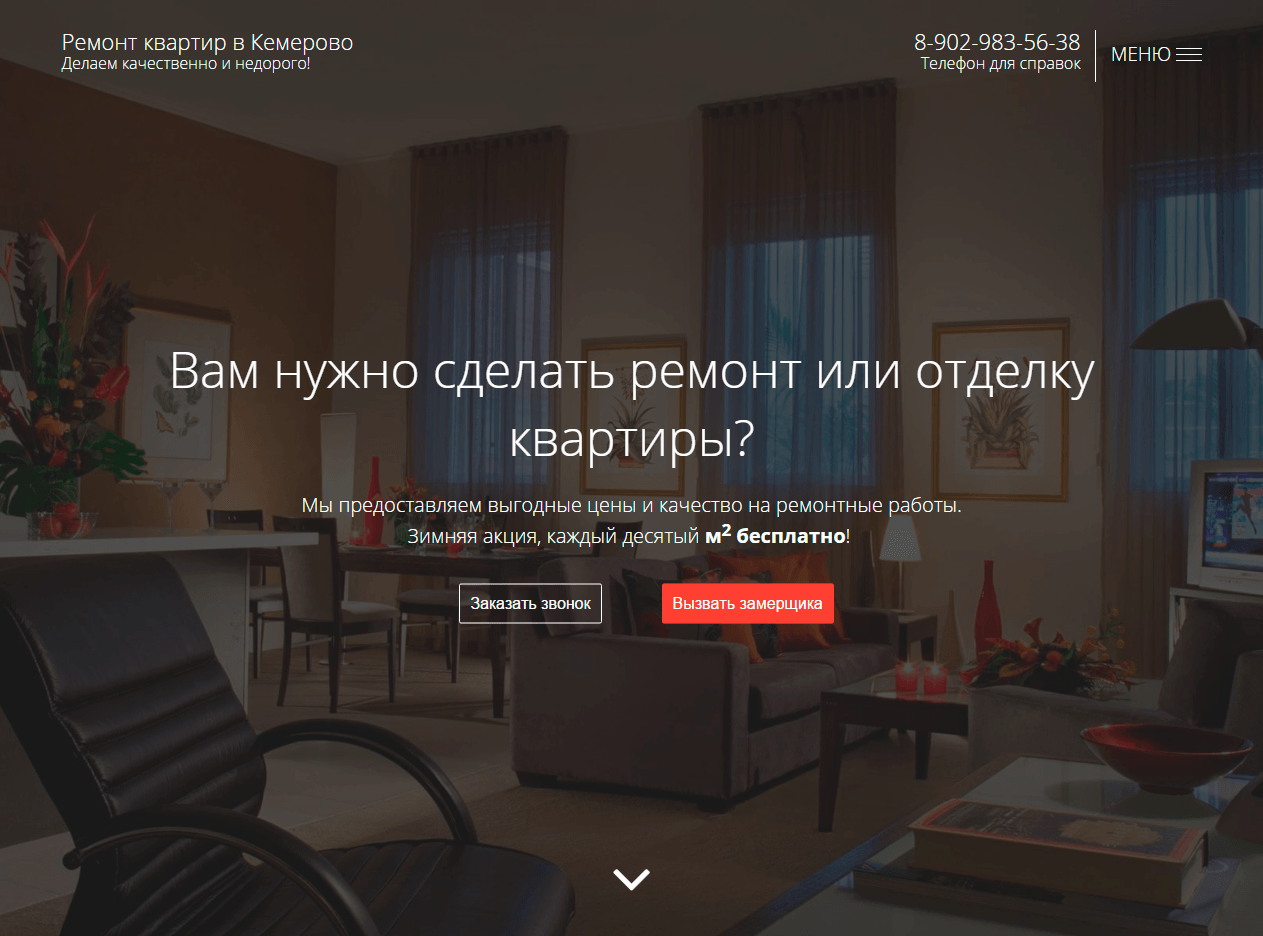 Ремонт квартир в Кемерово
Делаем качественно и недорого!
8-902-983-56-38
Телефон для справок
МЕНЮ
Вам нужно сделать ремонт или отделку
квартиры?
Мы предоставляем выгодные цены и качество на ремонтные работы.
Зимняя акция, каждый десятый м² бесплатно!
Заказать звонок
Вызвать замерщика